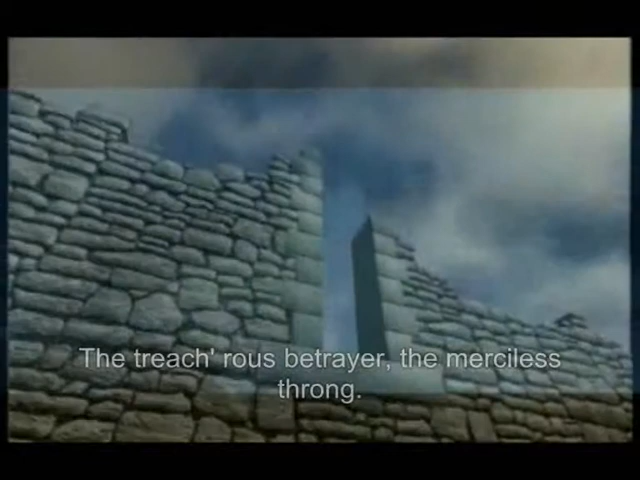 The treach' rous betrayer, the merciless
throng.